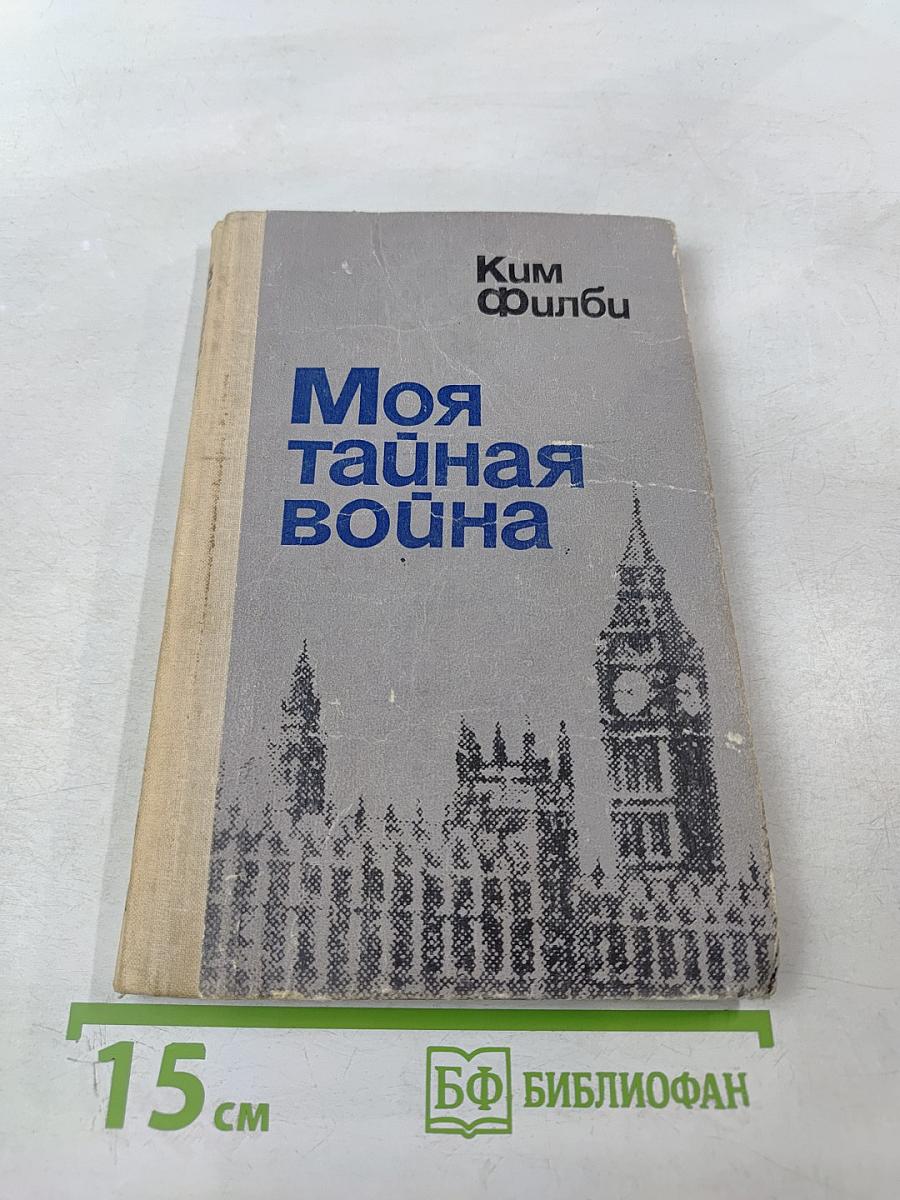 Ким
Филби
Моя
тайная
война
15 см
БФ БИБЛИОФАН